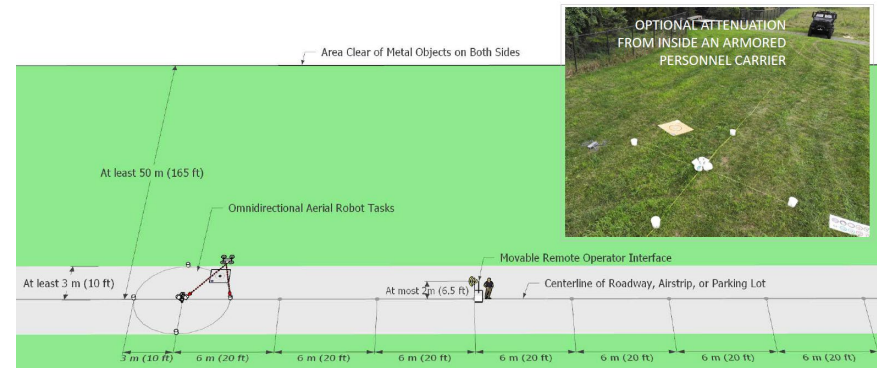 OPTIONAL ATTENUATION
FROM INSIDE AN ARMORED
PERSONNEL CARRIER
Area Clear of Metal Objects on Both Sides
At least 50 m (165 ft)
Omnidirectional Aerial Robot Tasks
Movable Remote Operator Interface
At least 3 m (10 ft)
At most 2m (6.5 ft)
Centerline of Roadway, Airstrip, or Parking Lot
3 m (10 ft)
6 m (20 ft)
6 m (20 ft)
6 m (20 ft)
6 m (20 ft)
6 m (20 ft)
6 m (20 ft)
6 m (20 ft)